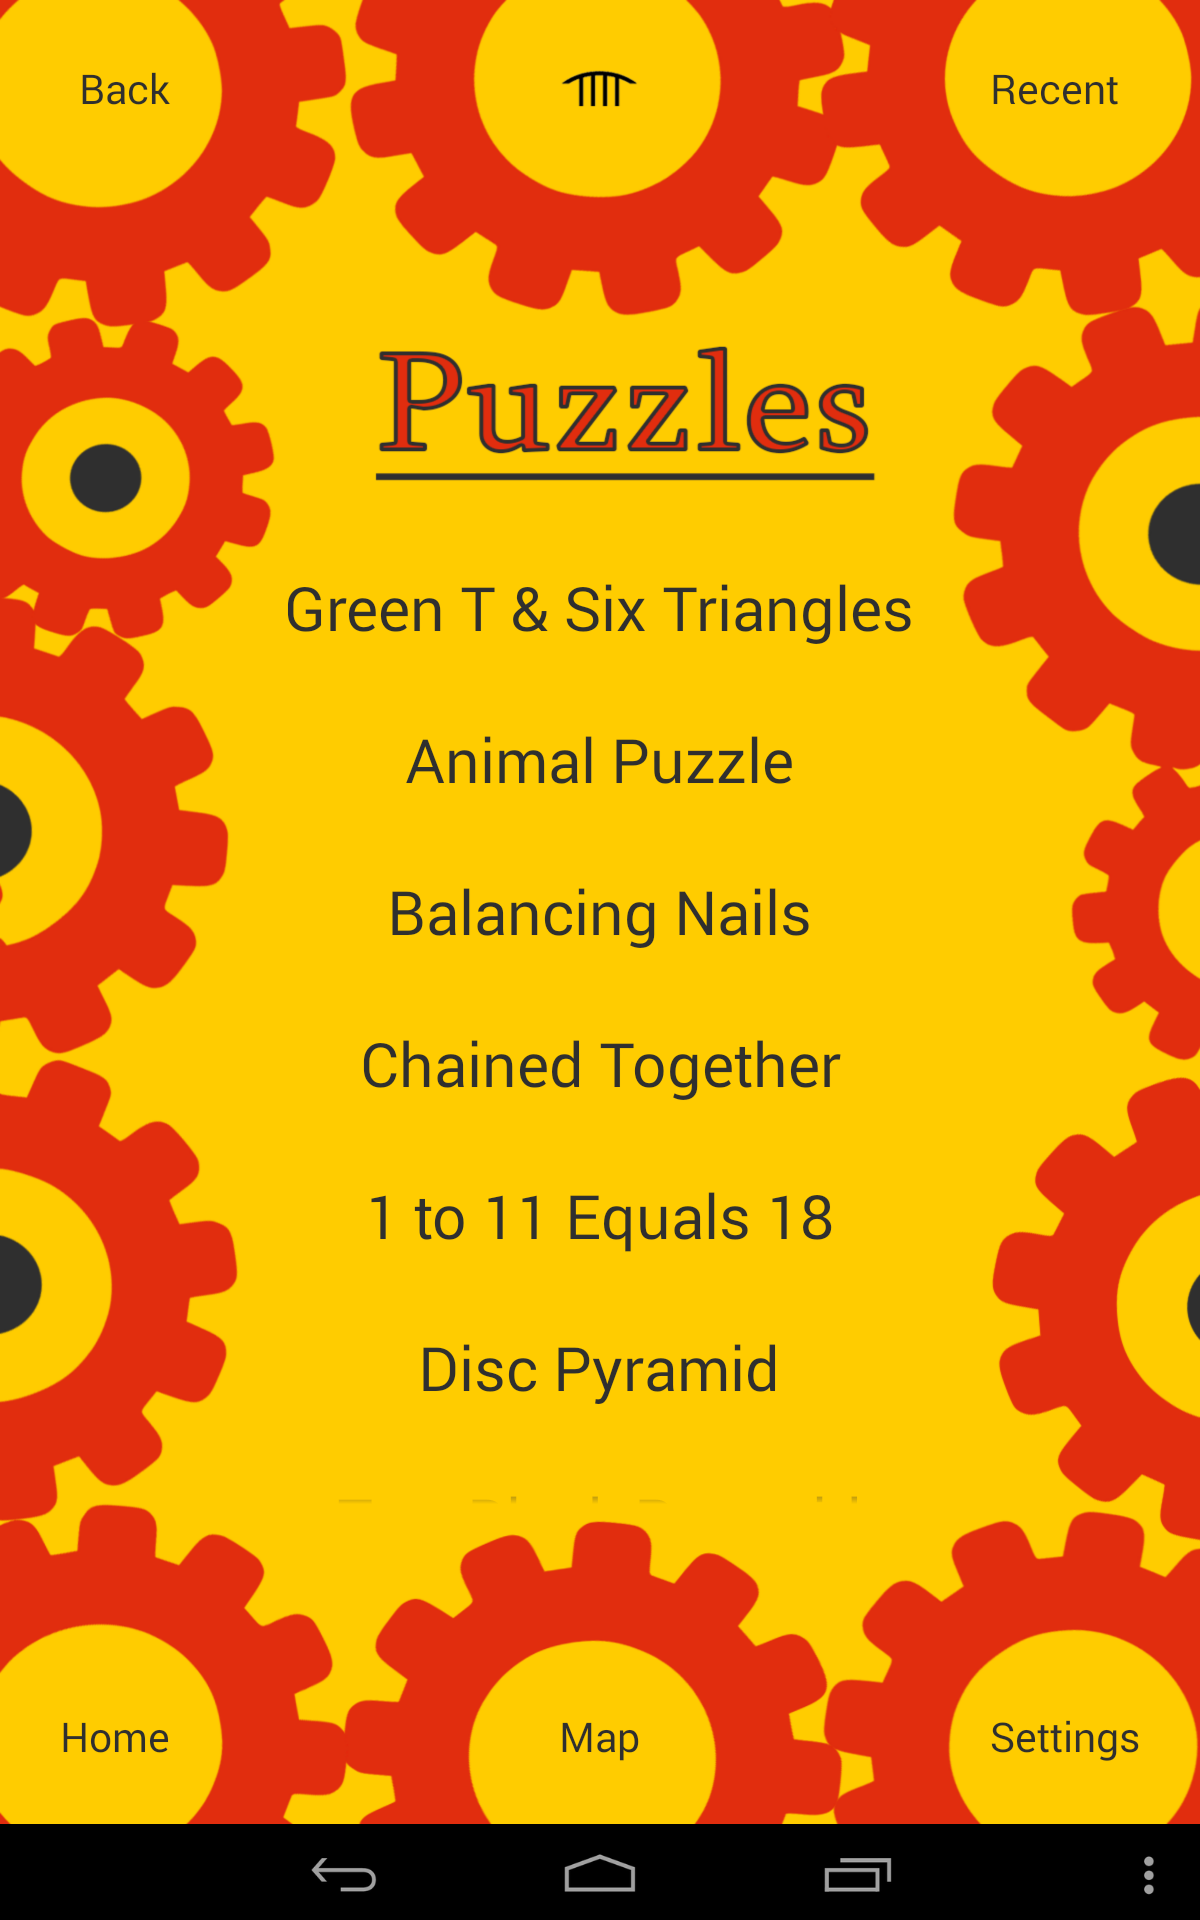 Back
Recent
Puzzles
Green T & Six Triangles
Animal Puzzle
Balancing Nails
Chained Together
1 to 11 Equals 18
Disc Pyramid
Home
Map
Settings